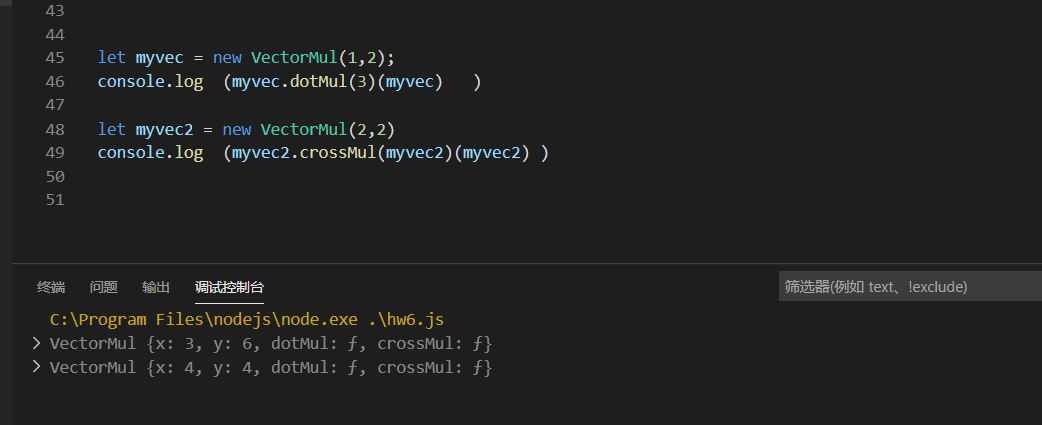 43
44
45 let myvec = new VectorMul(1,2);
46 console.log  (myvec.dotMul(3)(myvec)   )
47
48 let myvec2 = new VectorMul(2,2)
49 console.log  (myvec2.crossMul(myvec2)(myvec2) )
50
51
终端 问题 输出 调试控制台 筛选器(例如 text、!exclude)
C:\Program Files\nodejs\node.exe .\hw6.js
VectorMul {x: 3, y: 6, dotMul: ƒ, crossMul: ƒ}
VectorMul {x: 4, y: 4, dotMul: ƒ, crossMul: ƒ}